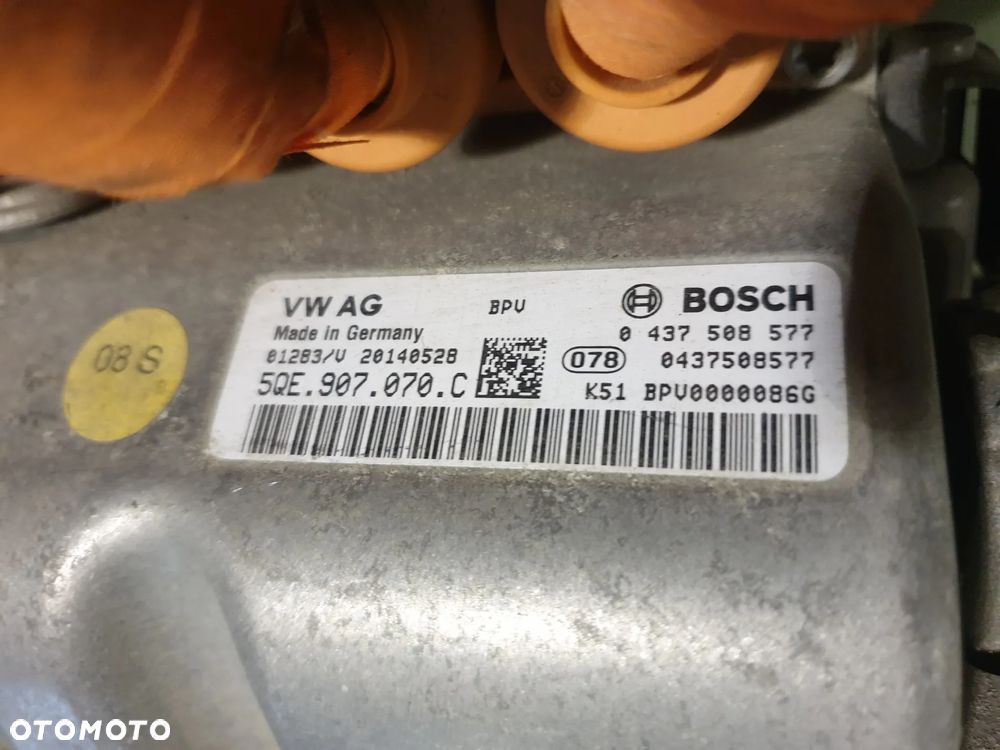 08 S
VW AG
BPV
BOSCH
Made in Germany
0 437 508 577
01283/V 20140528
078
0437508577
5QE.907.070.C
K51 BPV0000086G
OTOMOTO